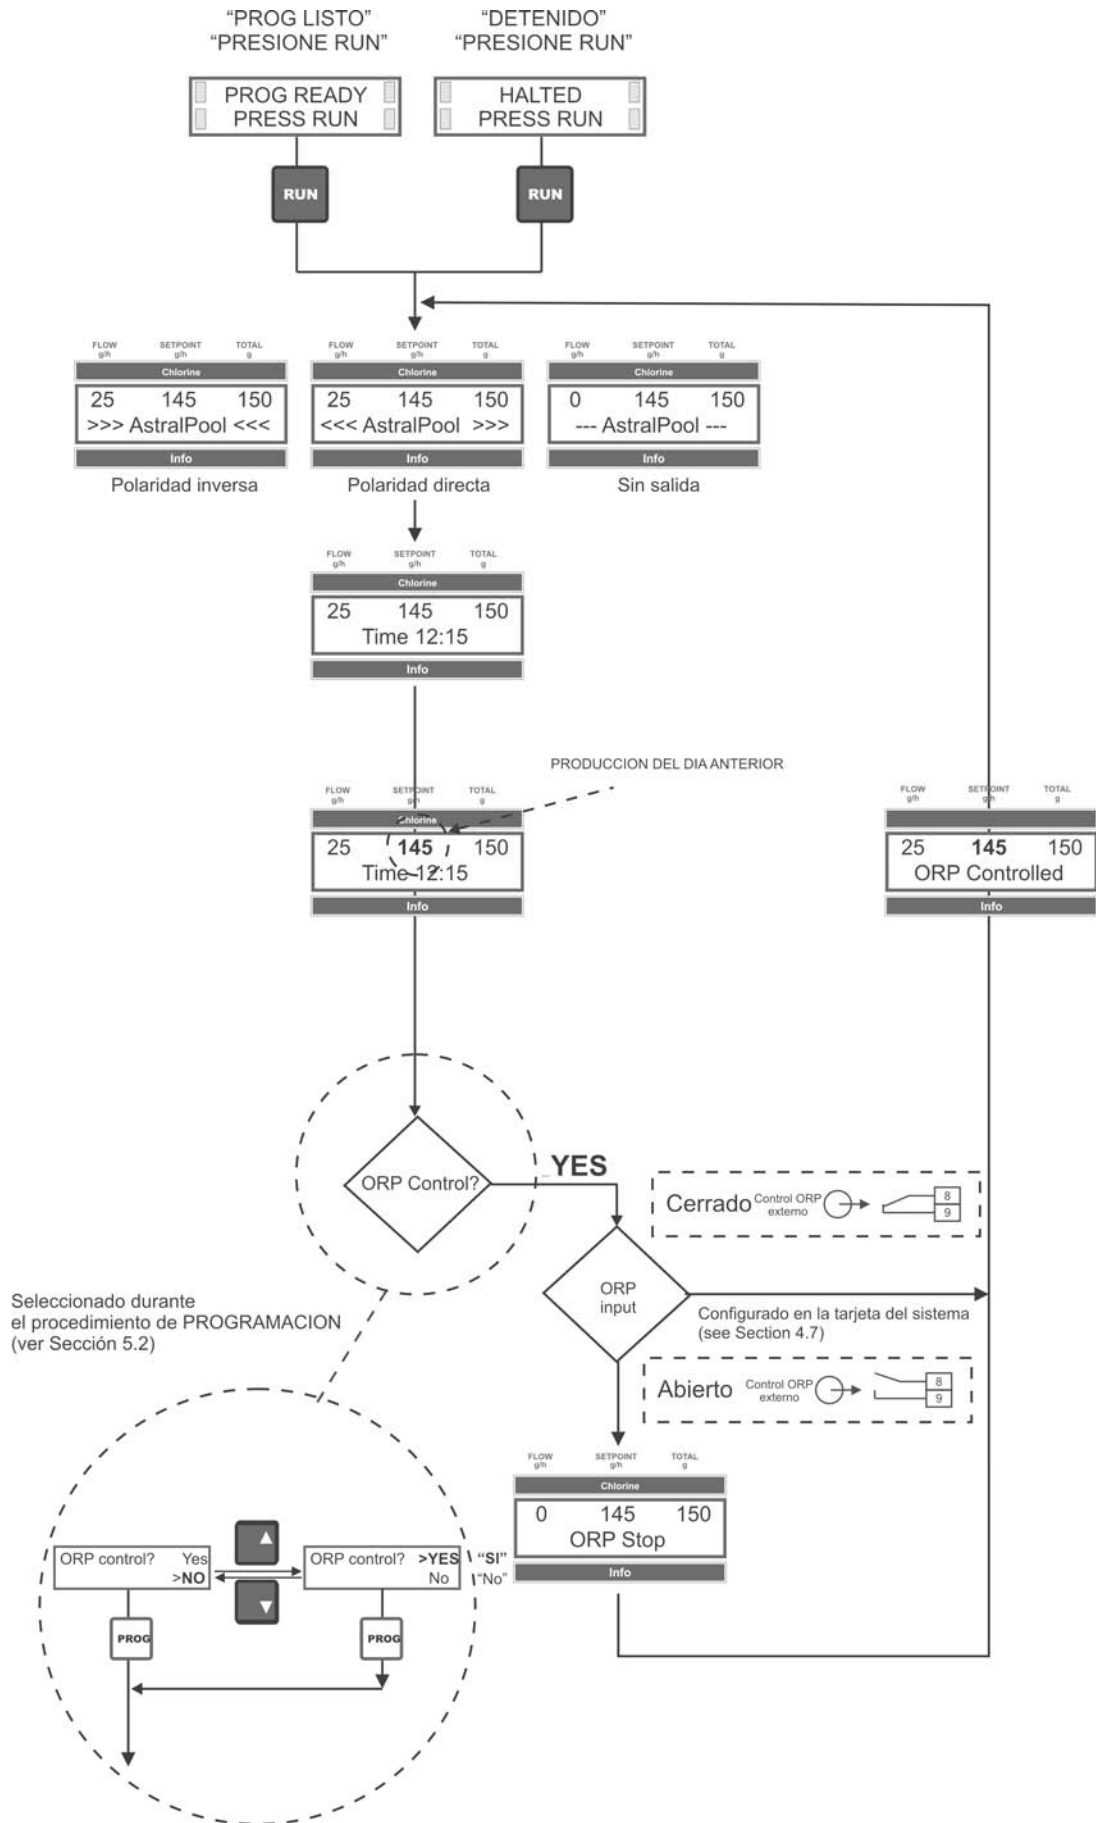 “PROG LISTO”
“PRESIONE RUN”
“DETENIDO”
“PRESIONE RUN”
PROG READY
PRESS RUN
HALTED
PRESS RUN
RUN
RUN
FLOW SETPOINT TOTAL
g/h g/h g
Chlorine
25 145 150
>>> AstralPool <<<
Info
Polaridad inversa
FLOW SETPOINT TOTAL
g/h g/h g
Chlorine
25 145 150
<<< AstralPool >>>
Info
Polaridad directa
FLOW SETPOINT TOTAL
g/h g/h g
Chlorine
0 145 150
--- AstralPool ---
Info
Sin salida
FLOW SETPOINT TOTAL
g/h g/h g
Chlorine
25 145 150
Time 12:15
Info
PRODUCCION DEL DIA ANTERIOR
FLOW SETPOINT TOTAL
g/h g/h g
Chlorine
25 145 150
Time 12:15
Info
FLOW SETPOINT TOTAL
g/h g/h g
25 145 150
ORP Controlled
Info
ORP Control?
_YES
Cerrado
Control ORP
externo
8
9
ORP
input
Configurado en la tarjeta del sistema
(see Section 4.7)
Abierto
Control ORP
externo
8
9
Seleccionado durante
el procedimiento de PROGRAMACION
(ver Sección 5.2)
FLOW SETPOINT TOTAL
g/h g/h g
Chlorine
0 145 150
ORP Stop
Info
ORP control? Yes
>NO
ORP control? >YES
No
“SI”
“No”
PROG
PROG